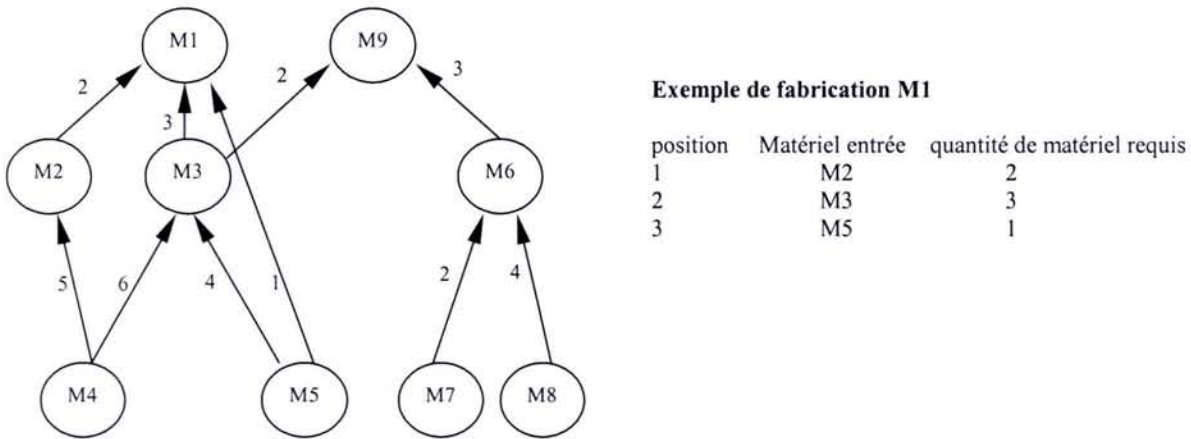 M1
M9
2
3
2
3
M2
M3
M6
5
6
4
1
2
4
M4
M5
M7
M8
Exemple de fabrication M1
position Matériel entrée quantité de matériel requis
1 M2 2
2 M3 3
3 M5 1